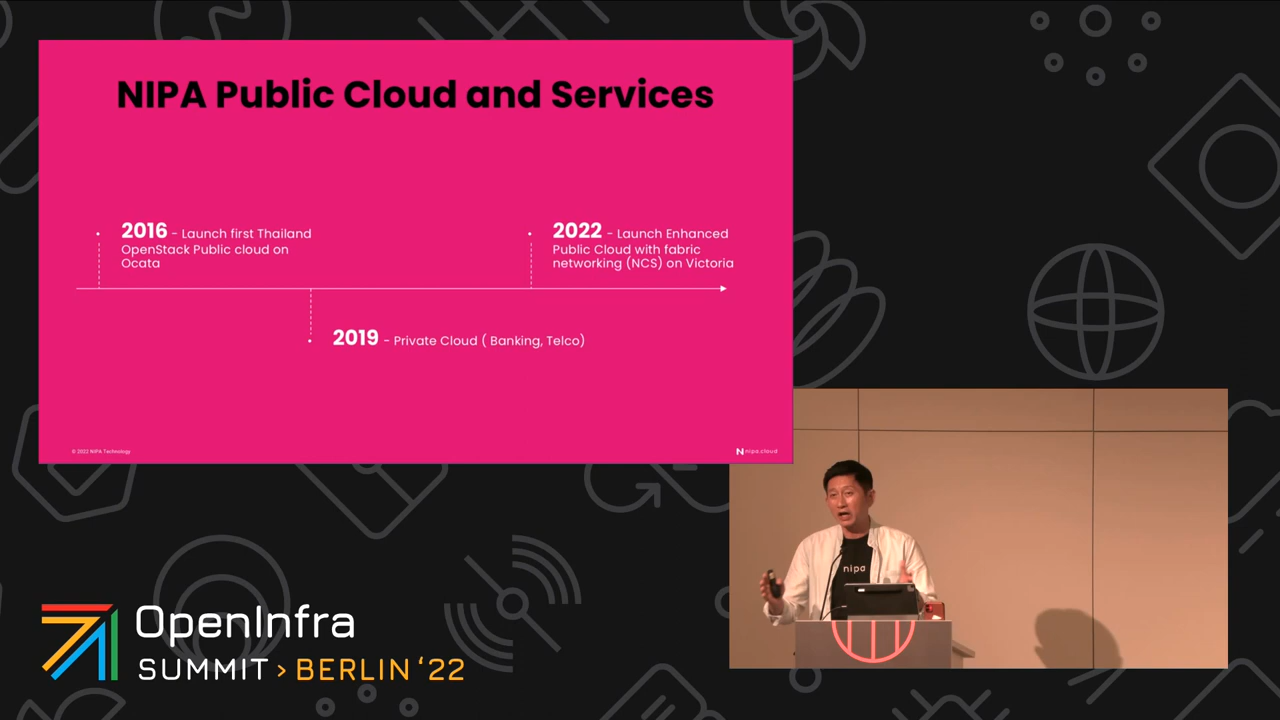 NIPA Public Cloud and Services
2016 - Launch first Thailand
OpenStack Public cloud on
Ocata
2022 - Launch Enhanced
Public Cloud with fabric
networking (NCS) on Victoria
2019 - Private Cloud ( Banking, Telco)
© 2022 NIPA Technology
N nipa.cloud
nipa
OpenInfra
SUMMIT > BERLIN ‘22